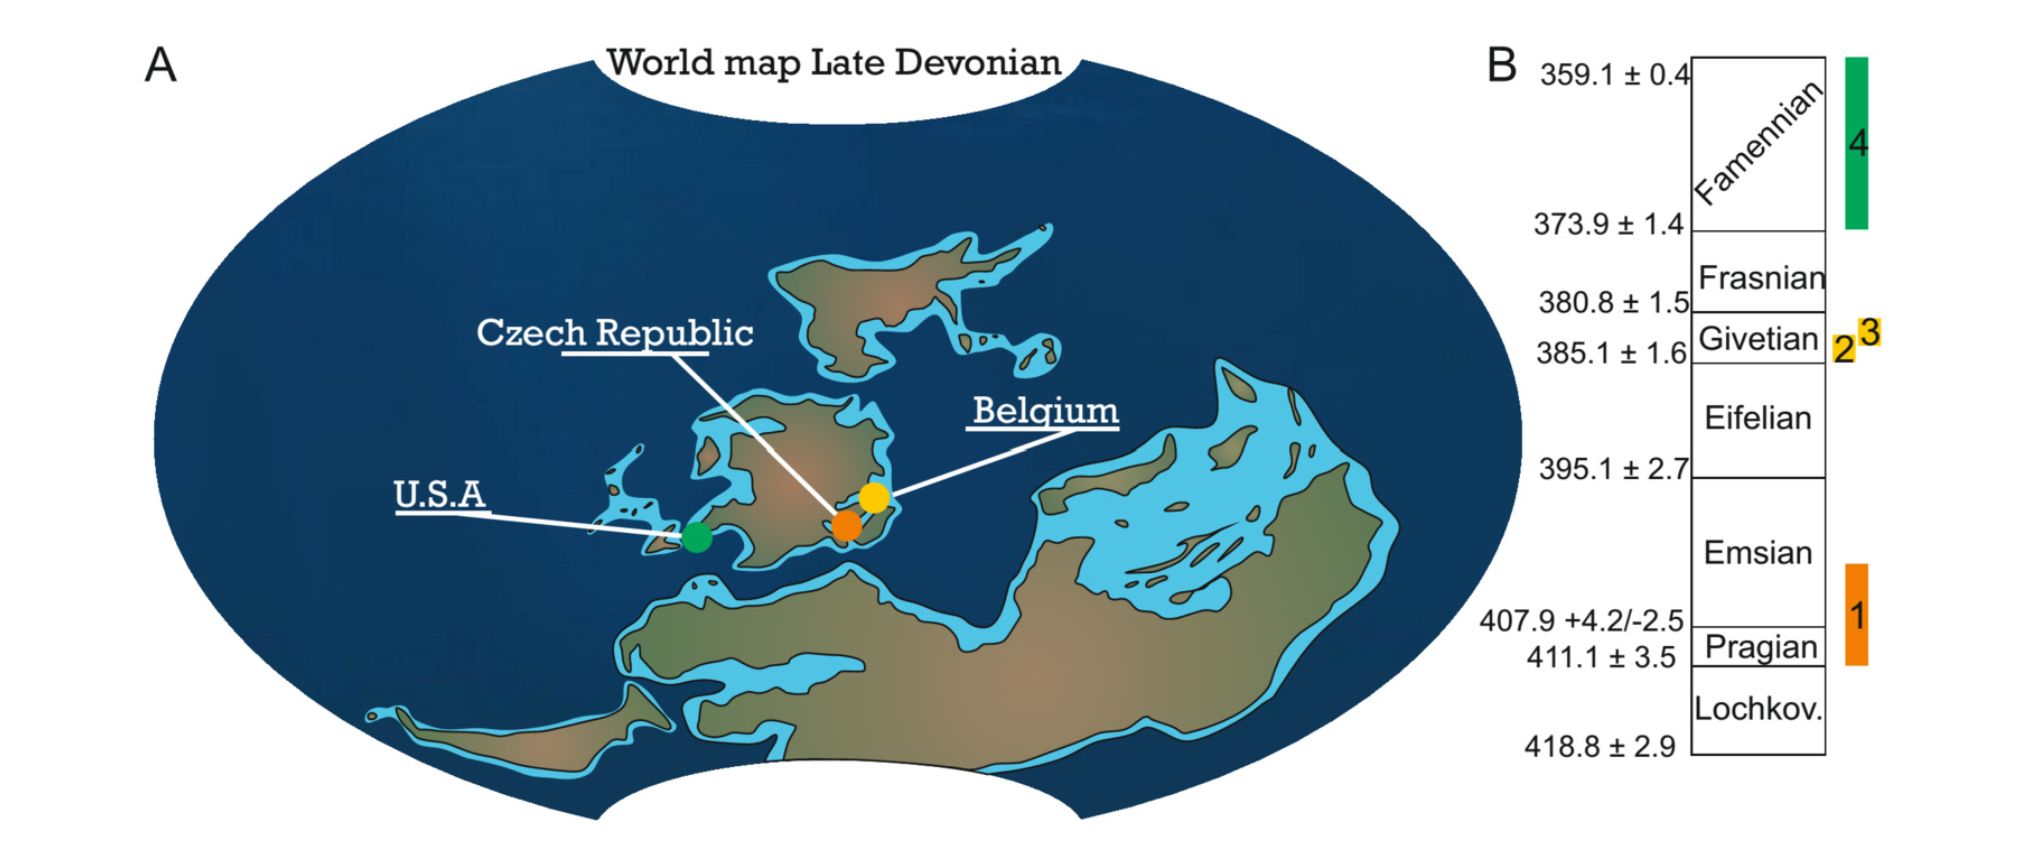 A
World map Late Devonian
Czech Republic
Belgium
U.S.A
B
359.1 ± 0.4
Famennian
4
373.9 ± 1.4
Frasnian
380.8 ± 1.5
Givetian
2
3
385.1 ± 1.6
Eifelian
395.1 ± 2.7
Emsian
407.9 +4.2/-2.5
1
Pragian
411.1 ± 3.5
Lochkov.
418.8 ± 2.9